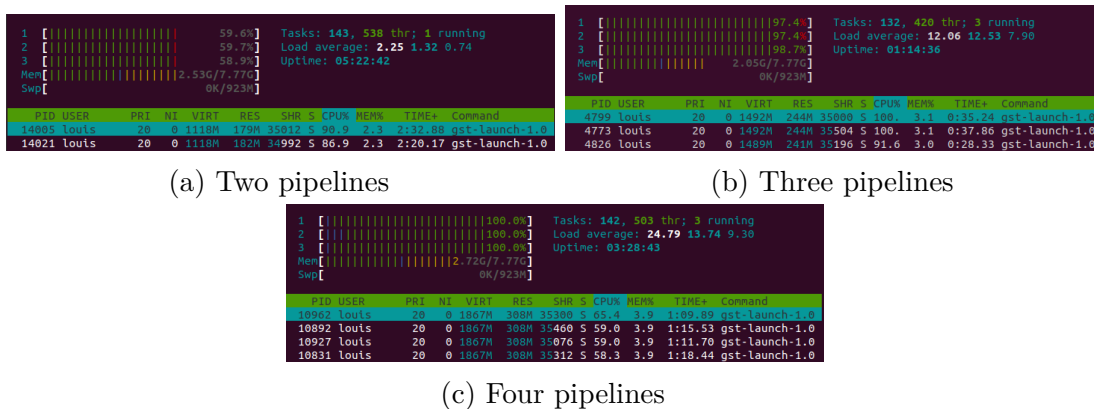 1 [||||||||||||||||||||| 59.6%] Tasks: 143, 538 thr; 1 running
2 [||||||||||||||||||||| 59.7%] Load average: 2.25 1.32 0.74
3 [||||||||||||||||||||| 58.9%] Uptime: 05:22:42
Mem[|||||||||||||||||||||2.53G/7.77G]
Swp[ 0K/923M]
PID USER PRI NI VIRT RES SHR S CPU% MEM% TIME+ Command
14005 louis 20 0 1118M 179M 35012 S 90.9 2.3 2:32.88 gst-launch-1.0
14021 louis 20 0 1118M 182M 34992 S 86.9 2.3 2:20.17 gst-launch-1.0
(a) Two pipelines
1 [|||||||||||||||||||||||||||97.4%] Tasks: 132, 420 thr; 3 running
2 [|||||||||||||||||||||||||||97.4%] Load average: 12.06 12.53 7.90
3 [|||||||||||||||||||||||||||98.7%] Uptime: 01:14:36
Mem[|||||||||||||||| 2.05G/7.77G]
Swp[ 0K/923M]
PID USER PRI NI VIRT RES SHR S CPU% MEM% TIME+ Command
4799 louis 20 0 1492M 244M 35000 S 100. 3.1 0:35.24 gst-launch-1.0
4773 louis 20 0 1492M 244M 35504 S 100. 3.1 0:37.86 gst-launch-1.0
4826 louis 20 0 1489M 241M 35196 S 91.6 3.0 0:28.33 gst-launch-1.0
(b) Three pipelines
1 [||||||||||||||||||||||||||100.0%] Tasks: 142, 503 thr; 3 running
2 [||||||||||||||||||||||||||100.0%] Load average: 24.79 13.74 9.30
3 [||||||||||||||||||||||||||100.0%] Uptime: 03:28:43
Mem[|||||||||||||||||||||2.72G/7.77G]
Swp[ 0K/923M]
PID USER PRI NI VIRT RES SHR S CPU% MEM% TIME+ Command
10962 louis 20 0 1867M 308M 35300 S 65.4 3.9 1:09.89 gst-launch-1.0
10892 louis 20 0 1867M 308M 35460 S 59.0 3.9 1:15.53 gst-launch-1.0
10927 louis 20 0 1867M 308M 35076 S 59.0 3.9 1:11.70 gst-launch-1.0
10831 louis 20 0 1867M 308M 35312 S 58.3 3.9 1:18.44 gst-launch-1.0
(c) Four pipelines